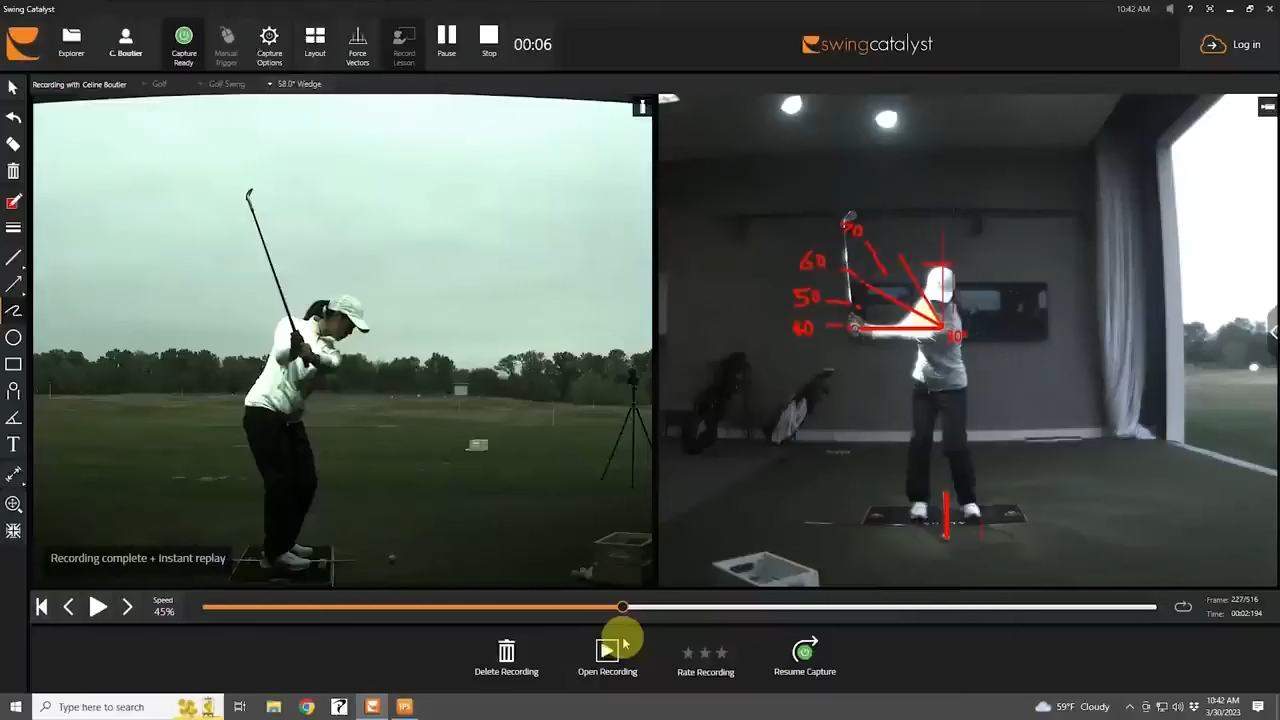 Swing Catalyst
10:42 AM
Explorer
C. Boutier
Capture Ready
Manual Trigger
Capture Options
Layout
Force Vectors
Record Lesson
Pause
Stop
00:06
swingcatalyst
Log in
Recording with Celine Boutier
Golf
Golf Swing
58.0° Wedge
70
60
50
40
30°
T
Recording complete + Instant replay
Speed
45%
Frame: 227/516
Time: 00:02:194
Delete Recording
Open Recording
Rate Recording
Resume Capture
Type here to search
59°F Cloudy
10:42 AM
3/30/2023